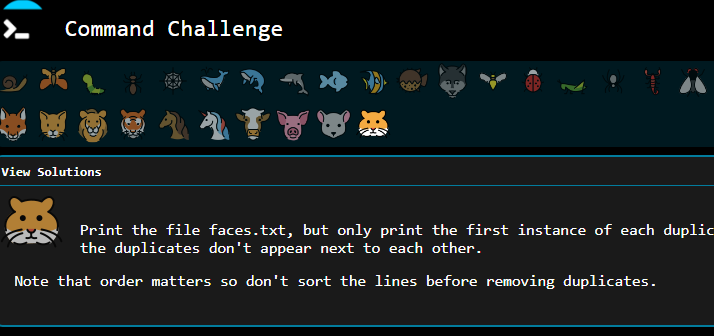 Command Challenge
View Solutions
Print the file faces.txt, but only print the first instance of each
the duplicates don't appear next to each other.
Note that order matters so don't sort the lines before removing duplicates.